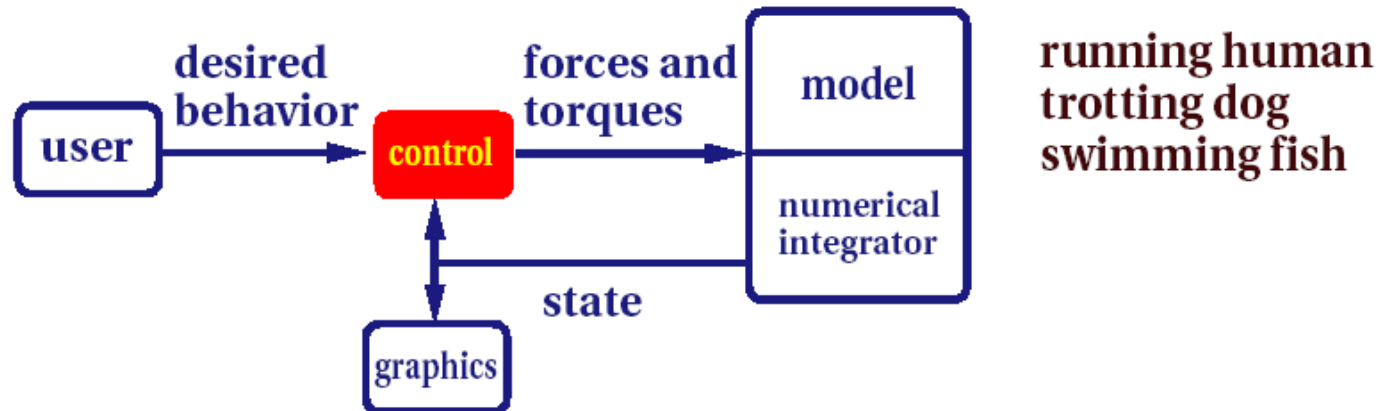 user
desired
behavior
control
forces and
torques
model
numerical
integrator
state
graphics
running human
trotting dog
swimming fish